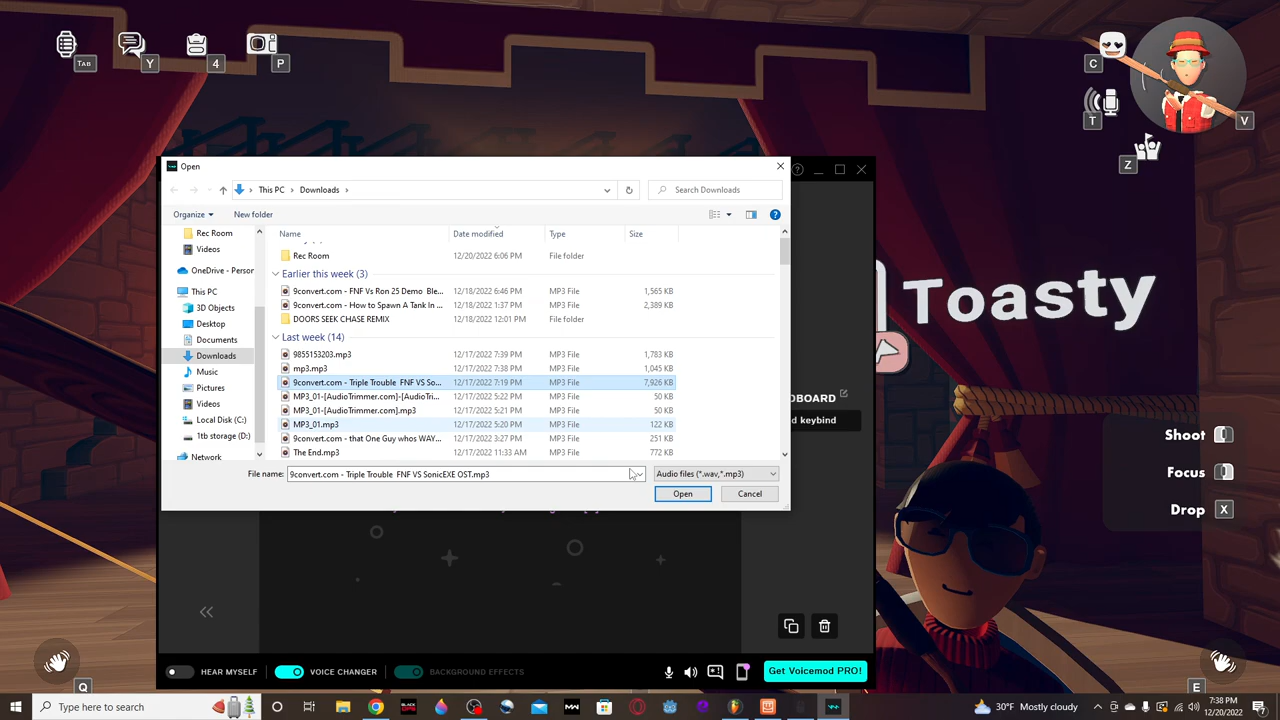 Tab
Y
4
P
C
T
V
Z
Open
This PC
Downloads
Search Downloads
Organize
New folder
Name
Date modified
Type
Size
Rec Room
Videos
OneDrive - Person
This PC
3D Objects
Desktop
Documents
Downloads
Music
Pictures
Videos
Local Disk (C:)
1tb storage (D:)
Network
Rec Room 12/20/2022 6:06 PM File folder
Earlier this week (3)
9convert.com - FNF Vs Ron 25 Demo Ble... 12/18/2022 6:46 PM MP3 File 1,565 KB
9convert.com - How to Spawn A Tank In ... 12/18/2022 1:37 PM MP3 File 2,389 KB
DOORS SEEK CHASE REMIX 12/18/2022 12:01 PM File folder
Last week (14)
9855153203.mp3 12/17/2022 7:39 PM MP3 File 1,783 KB
mp3.mp3 12/17/2022 7:38 PM MP3 File 1,045 KB
9convert.com - Triple Trouble FNF VS So... 12/17/2022 7:19 PM MP3 File 7,926 KB
MP3_01-[AudioTrimmer.com]-[AudioTri... 12/17/2022 5:22 PM MP3 File 50 KB
MP3_01-[AudioTrimmer.com].mp3 12/17/2022 5:21 PM MP3 File 50 KB
MP3_01.mp3 12/17/2022 5:20 PM MP3 File 122 KB
9convert.com - that One Guy whos WAY... 12/17/2022 3:27 PM MP3 File 251 KB
The End.mp3 12/17/2022 11:33 AM MP3 File 772 KB
File name: 9convert.com - Triple Trouble FNF VS SonicEXE OST.mp3
Audio files (*.wav,*.mp3)
Open
Cancel
DBOARD
d keybind
Toasty
Shoot
Focus
Drop X
HEAR MYSELF
VOICE CHANGER
BACKGROUND EFFECTS
Get Voicemod PRO!
Q
E
Type here to search
BLACK OPS
30°F Mostly cloudy
7:38 PM
12/20/2022